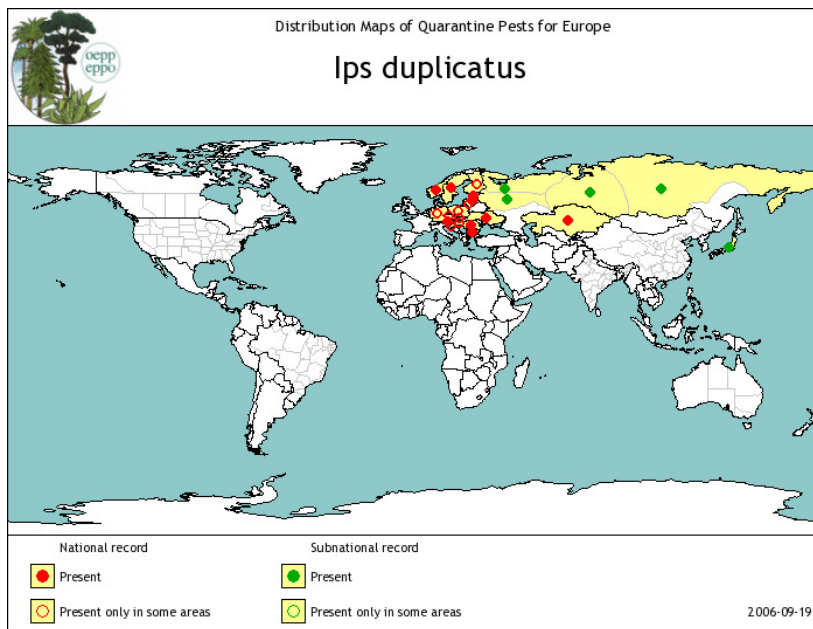 oepp
eppo
Distribution Maps of Quarantine Pests for Europe
Ips duplicatus
National record
Subnational record
Present
Present
Present only in some areas
Present only in some areas
2006-09-19